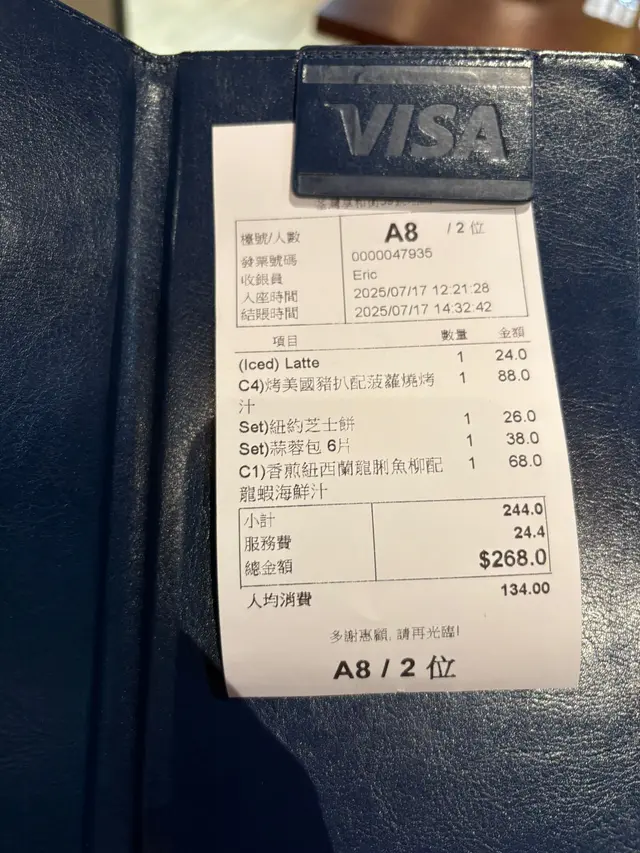 VISA
檯號/人數 A8 / 2 位
發票號碼 0000047935
收銀員 Eric
入座時間 2025/07/17 12:21:28
結賬時間 2025/07/17 14:32:42
項目 數量 金額
(Iced) Latte 1 24.0
C4)烤美國豬扒配菠蘿燒烤 1 88.0
汁
Set)紐約芝士餅 1 26.0
Set)蒜蓉包 6片 1 38.0
C1)香煎紐西蘭龍脷魚柳配 1 68.0
龍蝦海鮮汁
小計 244.0
服務費 24.4
總金額 $268.0
人均消費 134.00
多謝惠顧, 請再光臨!
A8 / 2 位